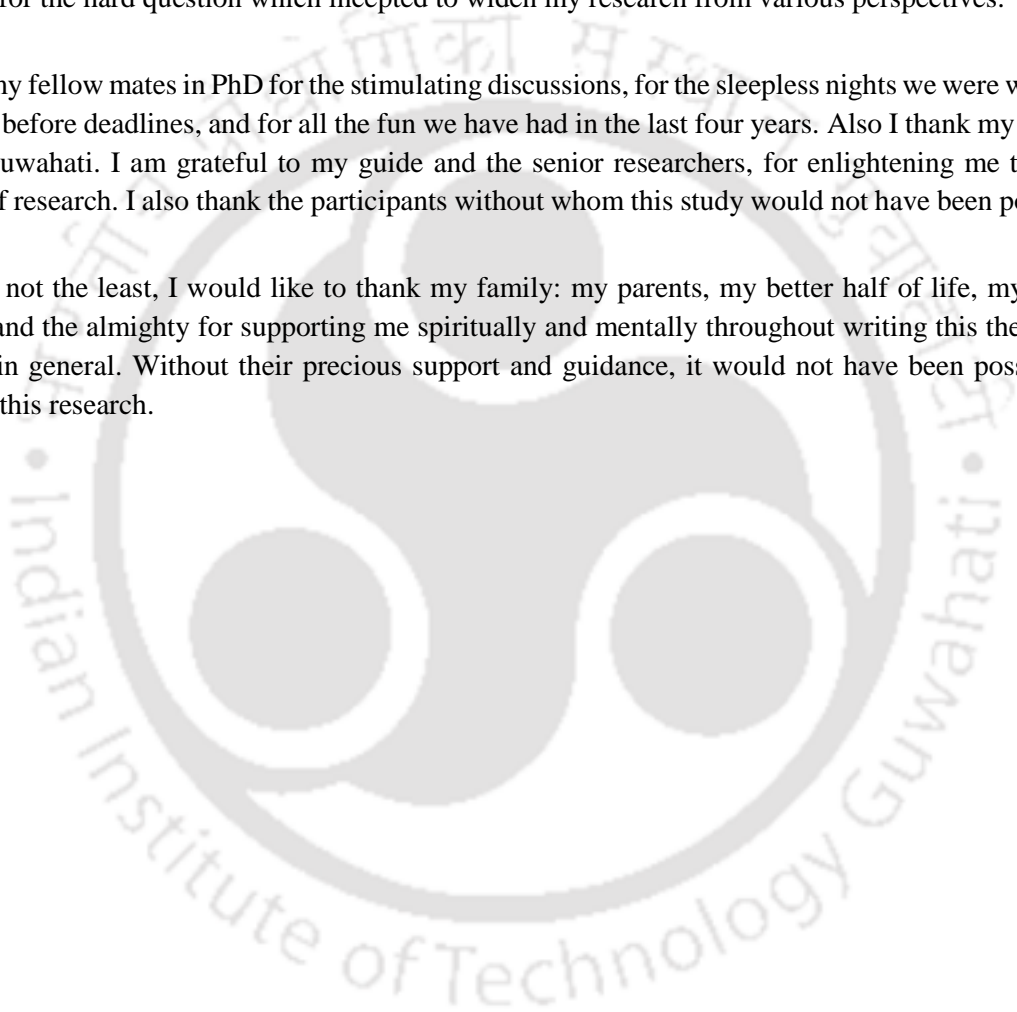 for the hard question which incepted to widen my research from various perspectives.
ny fellow mates in PhD for the stimulating discussions, for the sleepless nights we were w
before deadlines, and for all the fun we have had in the last four years. Also I thank my
uwahati. I am grateful to my guide and the senior researchers, for enlightening me t
f research. I also thank the participants without whom this study would not have been po
not the least, I would like to thank my family: my parents, my better half of life, my
and the almighty for supporting me spiritually and mentally throughout writing this the
in general. Without their precious support and guidance, it would not have been poss
this research.
• Indian Institute of Technology Guwahati •